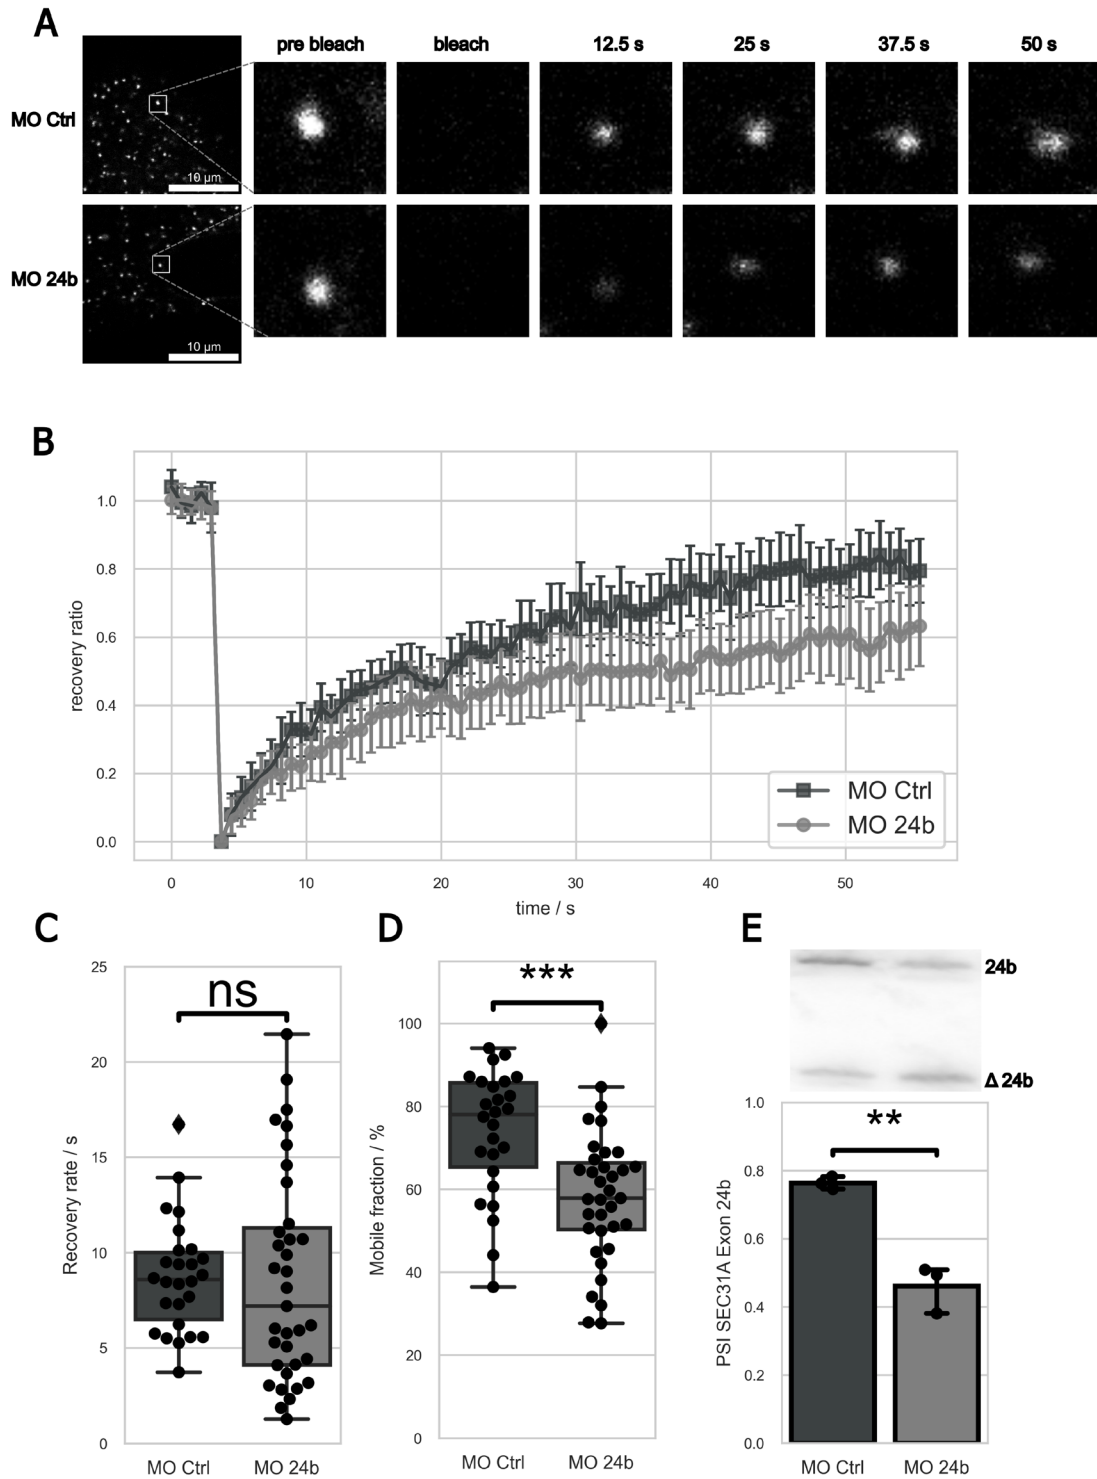 A
pre bleach bleach 12.5 s 25 s 37.5 s 50 s
MO Ctrl
10 µm
MO 24b
10 µm
B
1.0
0.8
0.6
0.4
0.2
0.0
recovery ratio
0 10 20 30 40 50
time / s
MO Ctrl
MO 24b
C
25
20
15
10
5
0
Recovery rate / s
ns
MO Ctrl MO 24b
D
***
100
80
60
40
20
0
Mobile fraction / %
MO Ctrl MO 24b
E
24b
Δ 24b
1.0
0.8
0.6
0.4
0.2
0.0
PSI SEC31A Exon 24b
**
MO Ctrl MO 24b